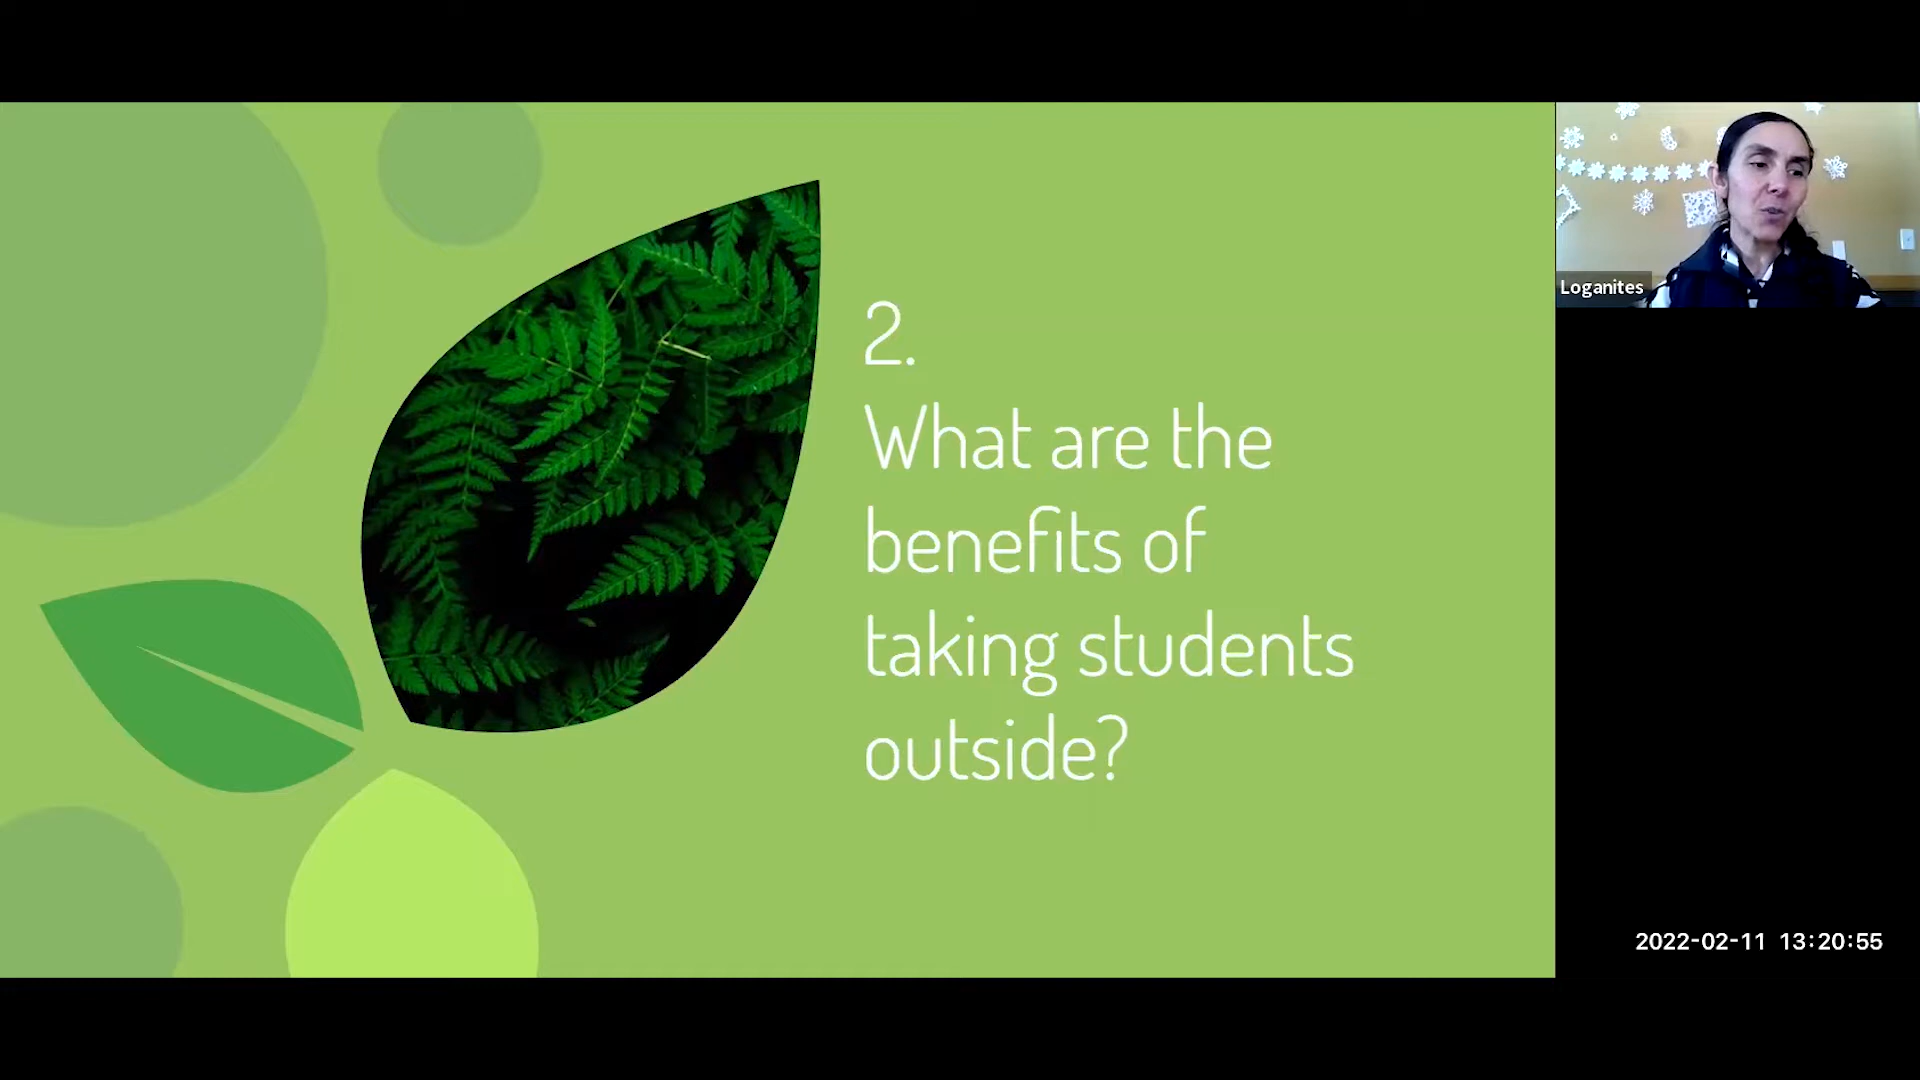 2.
What are the
benefits of
taking students
outside?
Loganites
2022-02-11 13:20:55